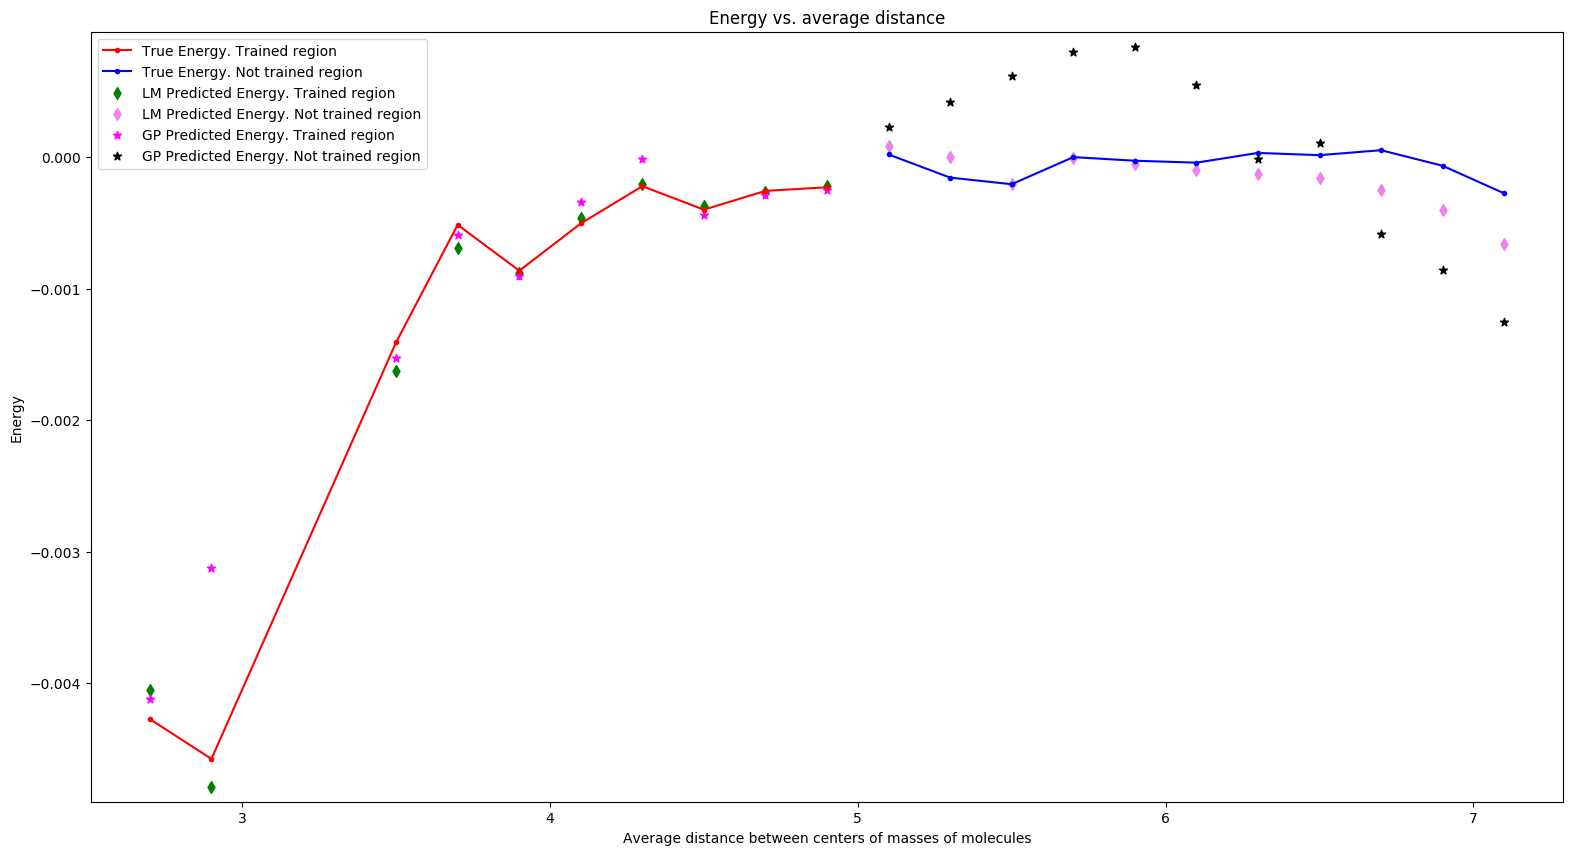 Energy vs. average distance
True Energy. Trained region
True Energy. Not trained region
LM Predicted Energy. Trained region
LM Predicted Energy. Not trained region
GP Predicted Energy. Trained region
GP Predicted Energy. Not trained region
Energy
0.000
−0.001
−0.002
−0.003
−0.004
3
4
5
6
7
Average distance between centers of masses of molecules